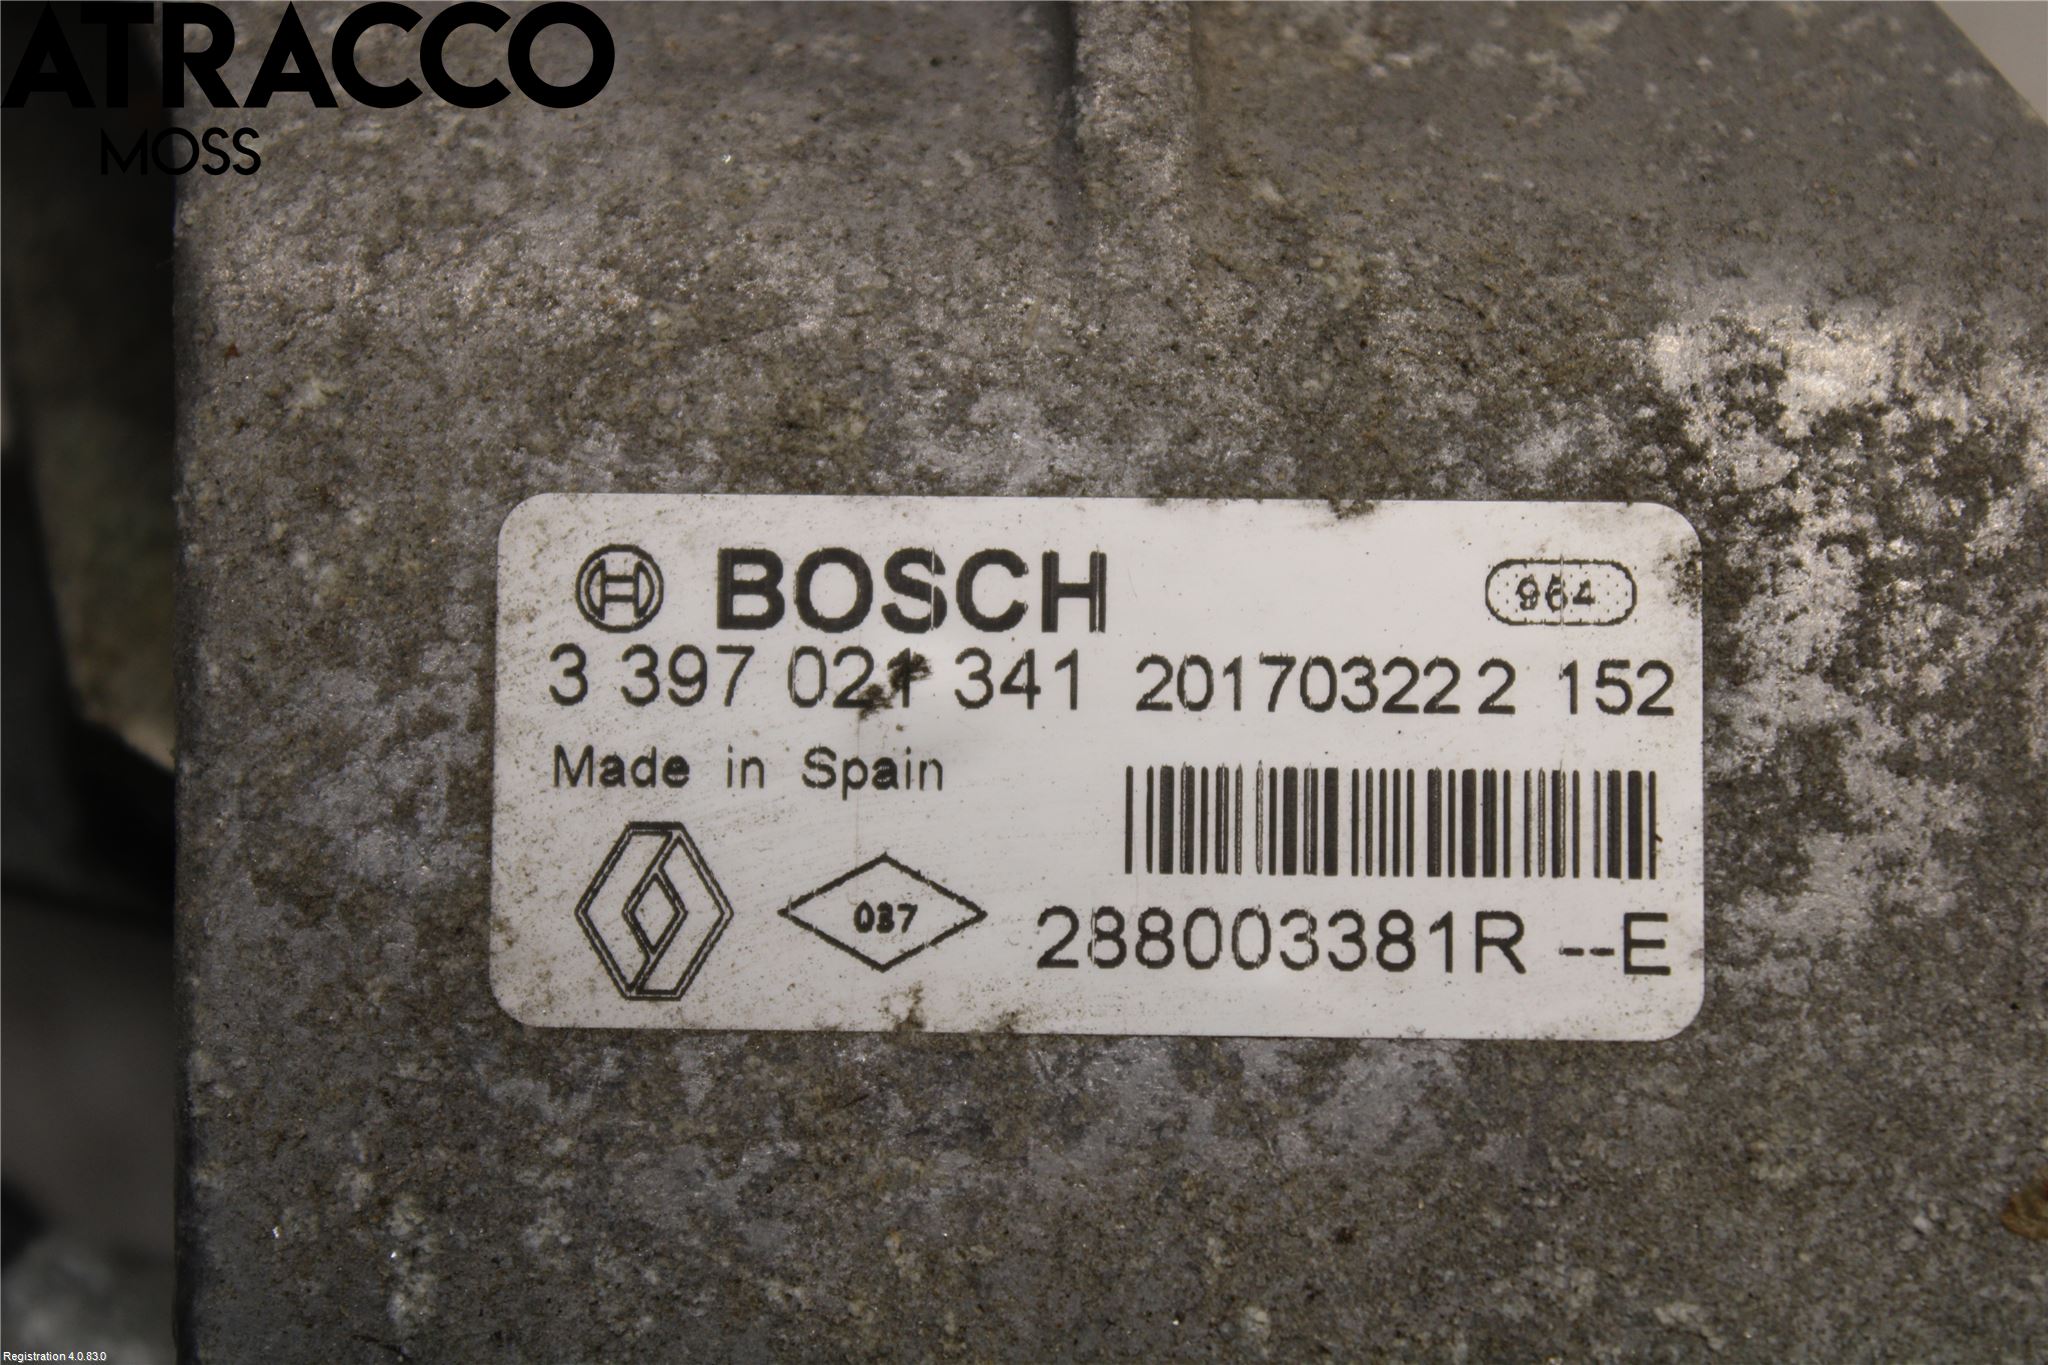 ATRACCO
MOSS
BOSCH
964
3 397 021 341 20170322 2 152
Made in Spain
037
288003381R --E
Registration 4.0.83.0